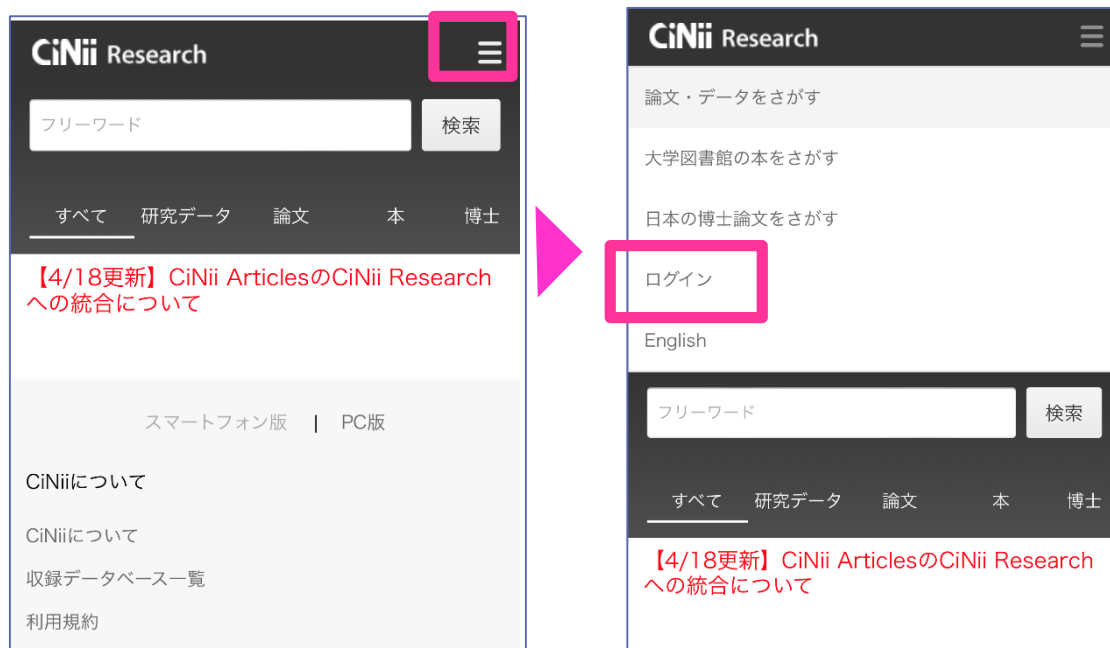 CiNii Research
フリーワード
検索
すべて 研究データ 論文 本 博士
【4/18更新】CiNii ArticlesのCiNii Research
への統合について
スマートフォン版 | PC版
CiNiiについて
CiNiiについて
収録データベース一覧
利用規約
CiNii Research
論文・データをさがす
大学図書館の本をさがす
日本の博士論文をさがす
ログイン
English
フリーワード
検索
すべて 研究データ 論文 本 博士
【4/18更新】CiNii ArticlesのCiNii Research
への統合について